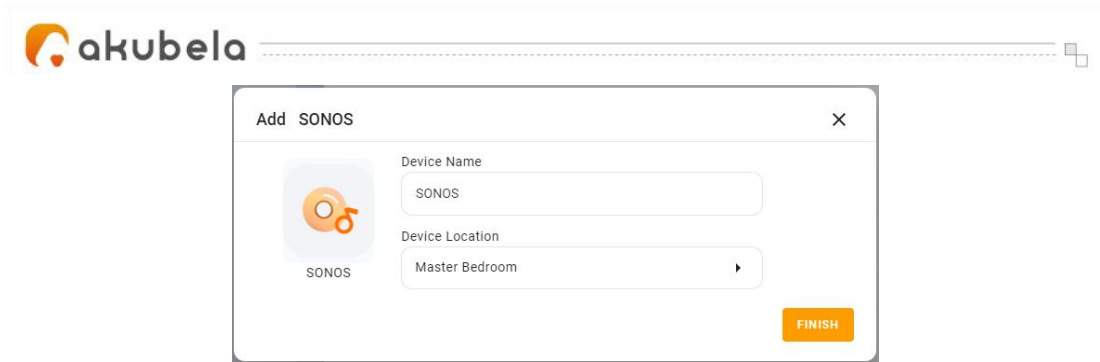 akubela
Add SONOS
Device Name
SONOS
Device Location
SONOS
Master Bedroom
FINISH